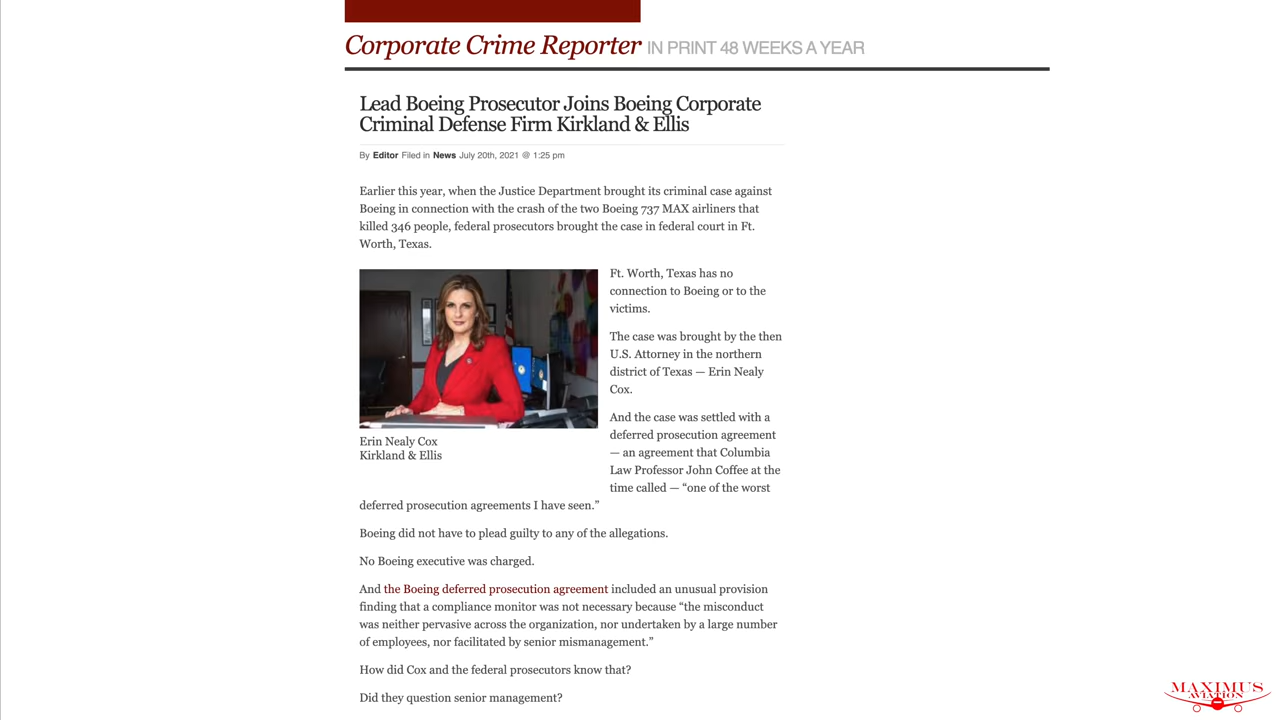 Corporate Crime Reporter IN PRINT 48 WEEKS A YEAR
Lead Boeing Prosecutor Joins Boeing Corporate
Criminal Defense Firm Kirkland & Ellis
By Editor Filed in News July 20th, 2021 @ 1:25 pm
Earlier this year, when the Justice Department brought its criminal case against
Boeing in connection with the crash of the two Boeing 737 MAX airliners that
killed 346 people, federal prosecutors brought the case in federal court in Ft.
Worth, Texas.
Ft. Worth, Texas has no
connection to Boeing or to the
victims.
The case was brought by the then
U.S. Attorney in the northern
district of Texas — Erin Nealy
Cox.
And the case was settled with a
deferred prosecution agreement
— an agreement that Columbia
Law Professor John Coffee at the
time called — “one of the worst
Erin Nealy Cox
Kirkland & Ellis
deferred prosecution agreements I have seen.”
Boeing did not have to plead guilty to any of the allegations.
No Boeing executive was charged.
And the Boeing deferred prosecution agreement included an unusual provision
finding that a compliance monitor was not necessary because “the misconduct
was neither pervasive across the organization, nor undertaken by a large number
of employees, nor facilitated by senior mismanagement.”
How did Cox and the federal prosecutors know that?
Did they question senior management?
MAXIMUS
AVIATION